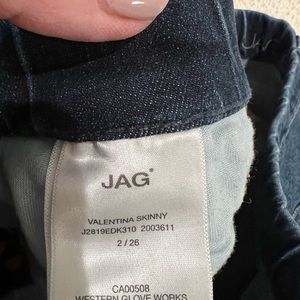 JAG®
VALENTINA SKINNY
J2819EDK310 2003611
2 / 26
CA00508
WESTERN GLOVE WORKS